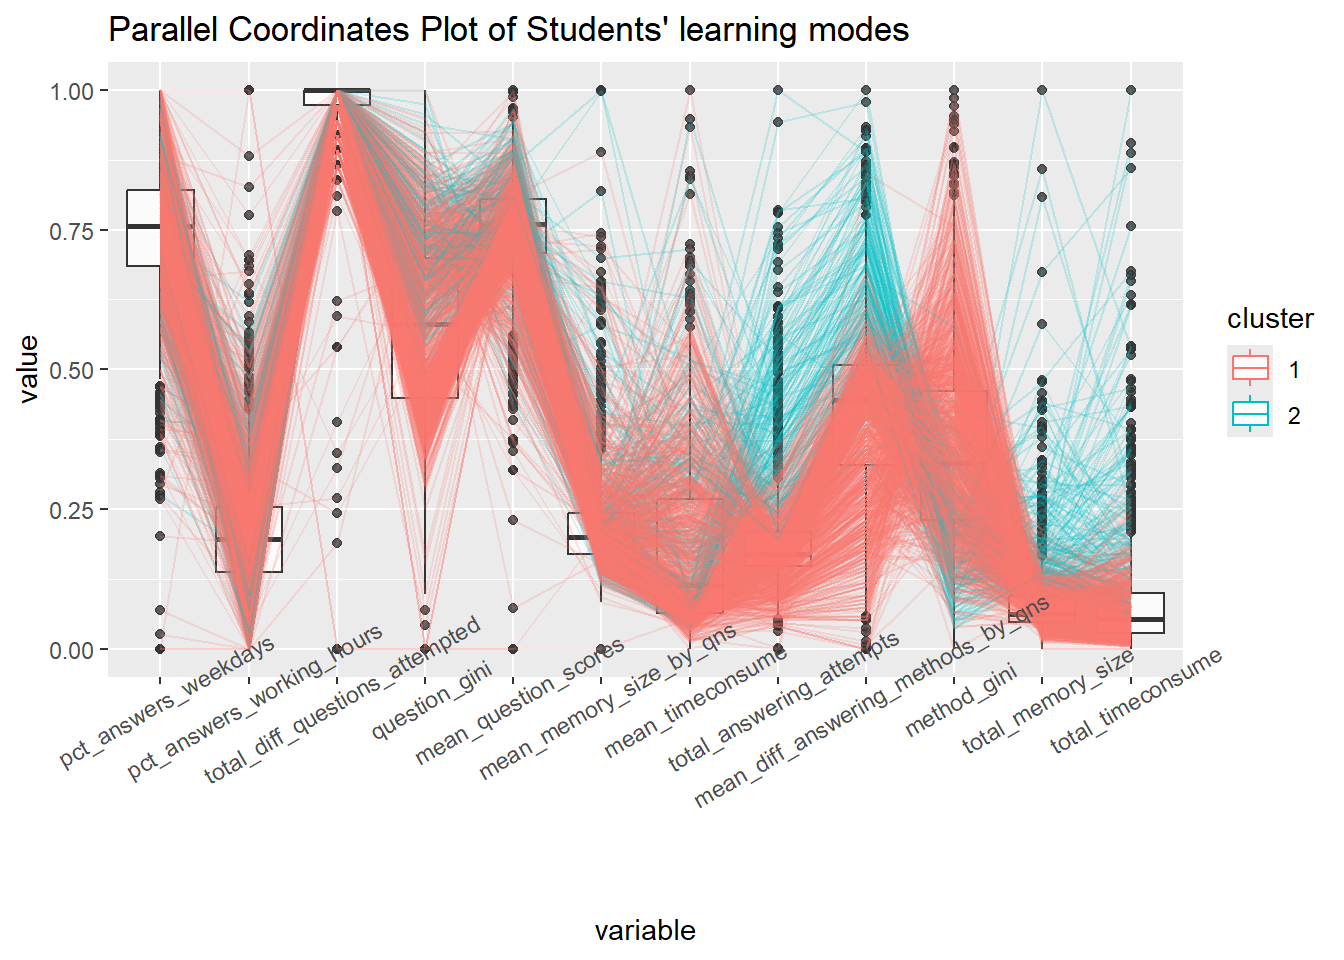 Parallel Coordinates Plot of Students' learning modes
value
1.00
0.75
0.50
0.25
0.00
pct_answers_weekdays
pct_answers_working_hours
total_diff_questions_attempted
question_gini
mean_question_scores
mean_memory_size_by_qns
mean_timeconsume
total_answering_attempts
mean_diff_answering_methods_by_qns
method_gini
total_memory_size
total_timeconsume
variable
cluster
1
2